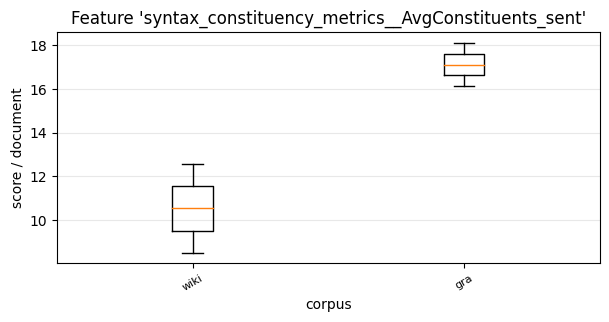 Feature 'syntax_constituency_metrics__AvgConstituents_sent'
score / document
18
16
14
12
10
wiki
gra
corpus